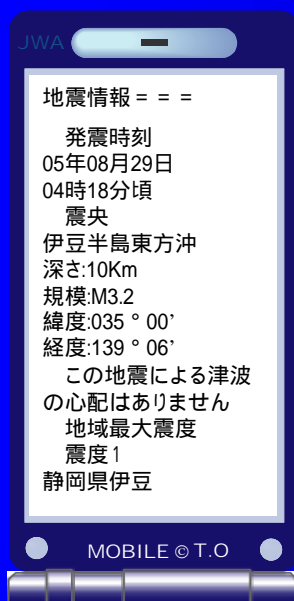 JWA
地震情報＝＝＝
発震時刻
05年08月29日
04時18分頃
震央
伊豆半島東方沖
深さ:10Km
規模:M3.2
緯度:035°00’
経度:139°06’
この地震による津波
の心配はありません
地域最大震度
震度1
静岡県伊豆
MOBILE©T.O